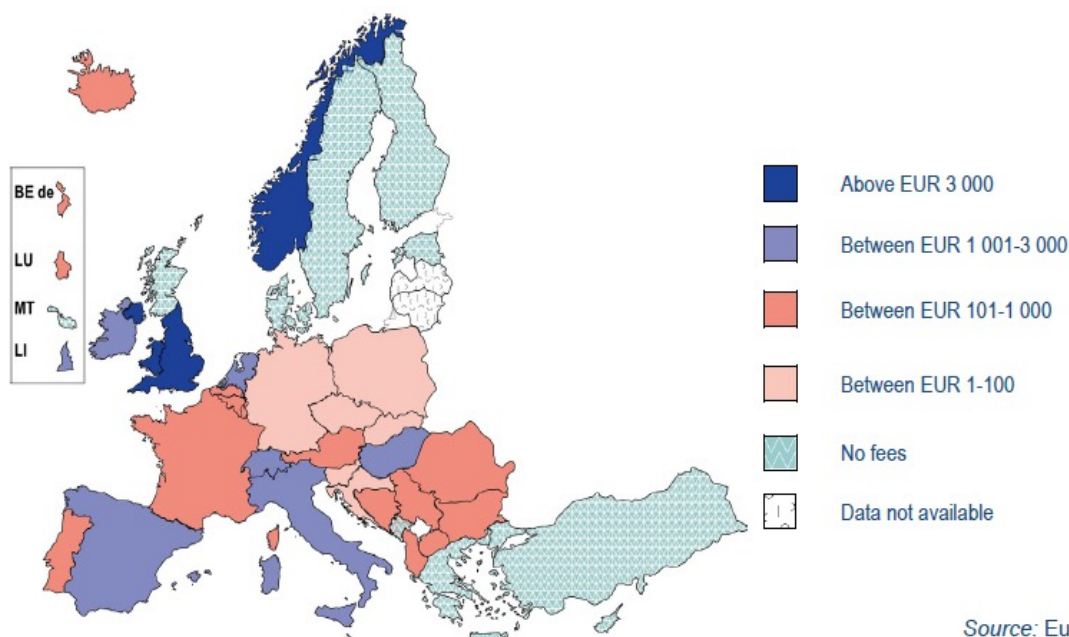 BE de
LU
MT
LI
Above EUR 3 000
Between EUR 1 001-3 000
Between EUR 101-1 000
Between EUR 1-100
No fees
Data not available
Source: Eu